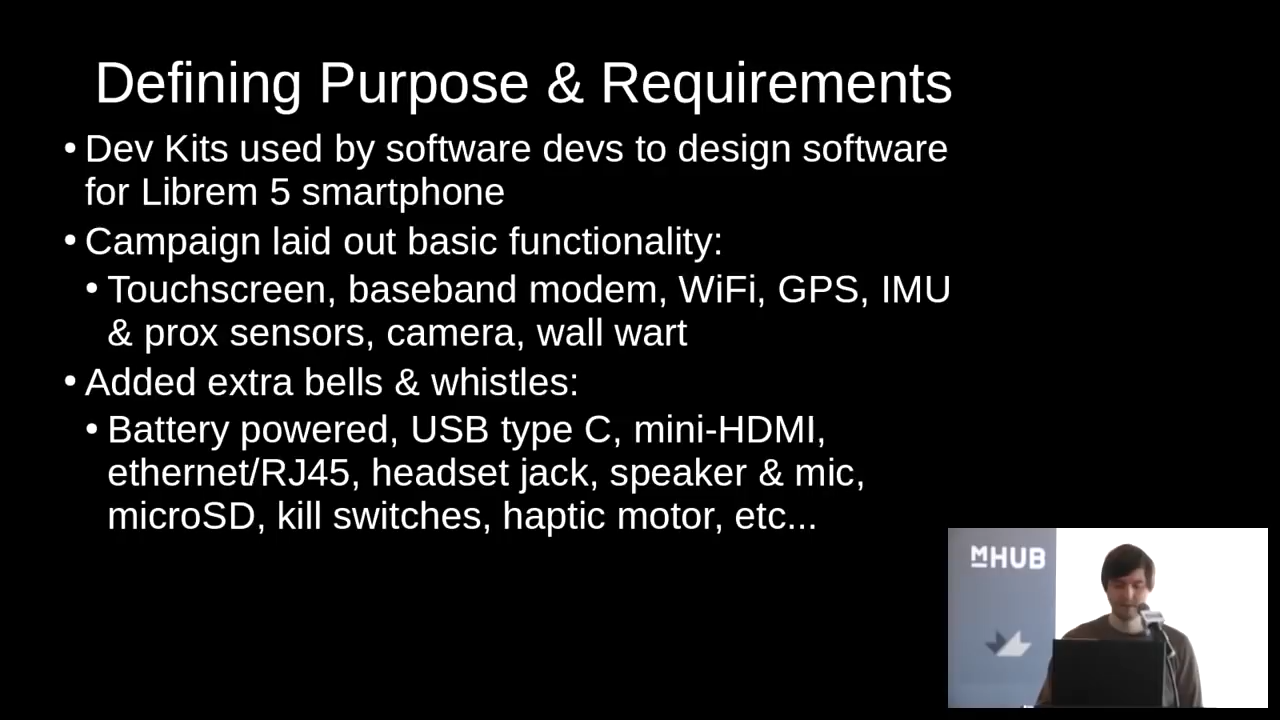 Defining Purpose & Requirements
• Dev Kits used by software devs to design software
for Librem 5 smartphone
• Campaign laid out basic functionality:
• Touchscreen, baseband modem, WiFi, GPS, IMU
& prox sensors, camera, wall wart
• Added extra bells & whistles:
• Battery powered, USB type C, mini-HDMI,
ethernet/RJ45, headset jack, speaker & mic,
microSD, kill switches, haptic motor, etc...
MHUB